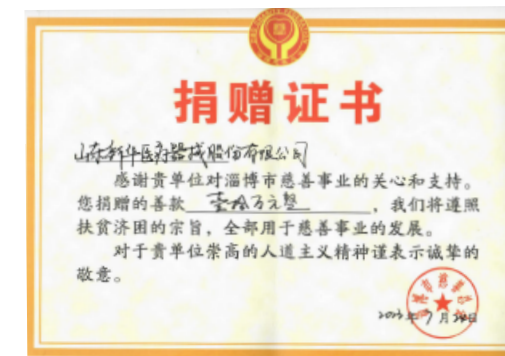 捐赠证书
山东新华医疗器械股份有限公司
感谢贵单位对淄博市慈善事业的关心和支持。
您捐赠的善款 壹拾万元整 ，我们将遵照
扶贫济困的宗旨，全部用于慈善事业的发展。
对于贵单位崇高的人道主义精神谨表示诚挚的
敬意。